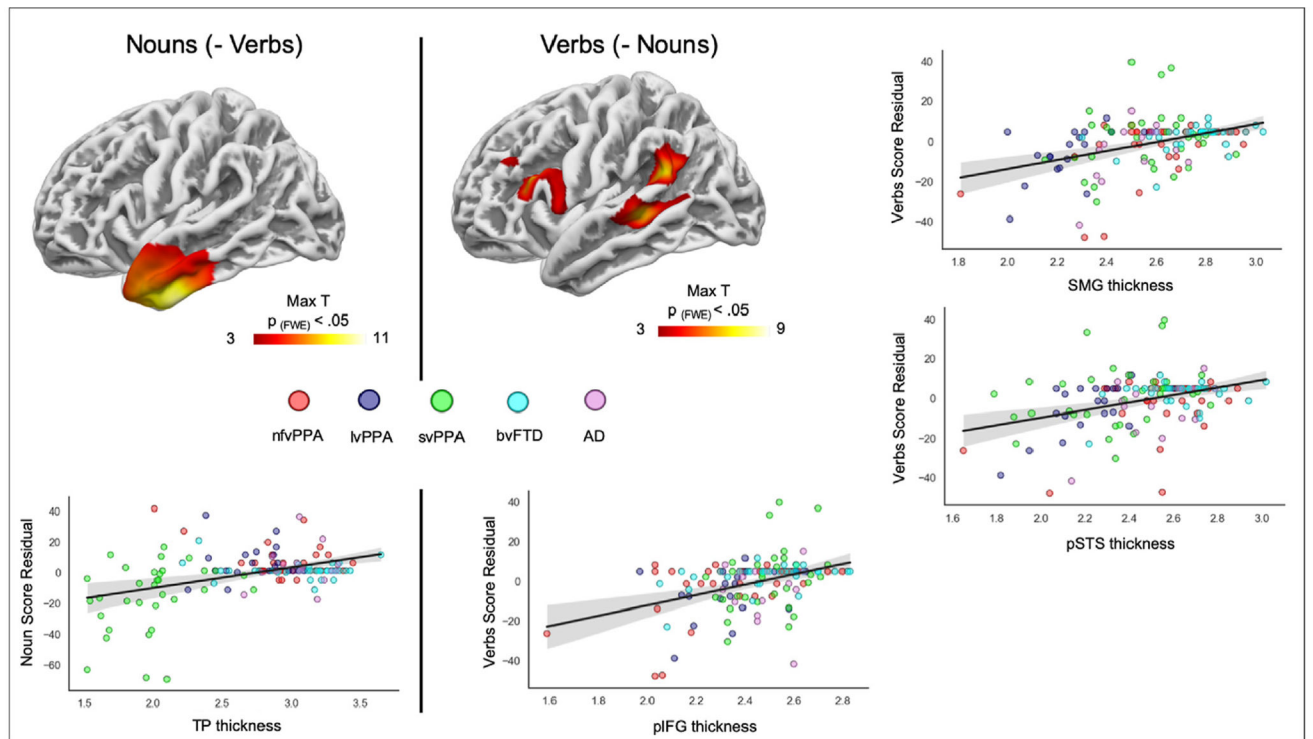 Nouns (- Verbs)
Verbs (- Nouns)
Max T
p (FWE) < .05
3 11
Max T
p (FWE) < .05
3 9
nfvPPA lvPPA svPPA bvFTD AD
Noun Score Residual
40
20
0
−20
−40
−60
1.5 2.0 2.5 3.0 3.5
TP thickness
Verbs Score Residual
40
20
0
−20
−40
1.6 2.0 2.2 2.4 2.6 2.8
pIFG thickness
Verbs Score Residual
40
20
0
−20
−40
1.8 2.0 2.2 2.4 2.6 2.8 3.0
SMG thickness
Verbs Score Residual
40
20
0
−20
−40
1.6 1.8 2.0 2.2 2.4 2.6 2.8 3.0
pSTS thickness